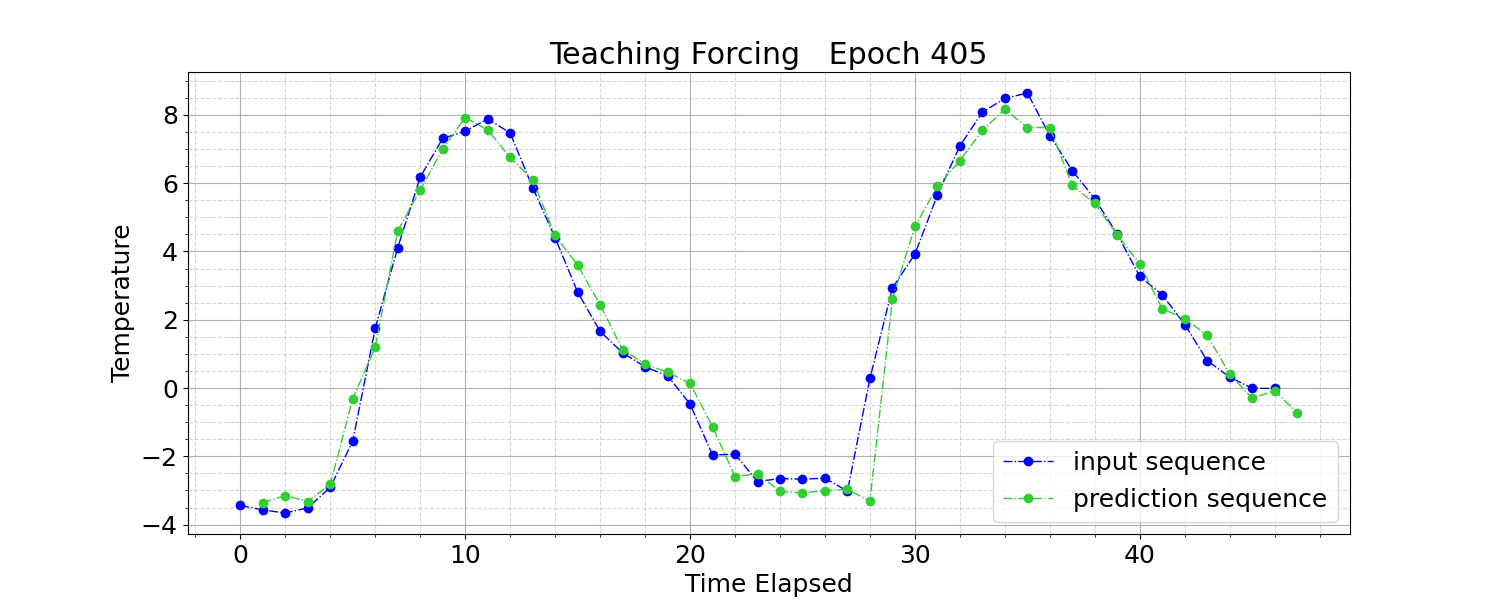 Teaching Forcing   Epoch 405
8
6
4
2
0
−2
−4
Temperature
input sequence
prediction sequence
0 10 20 30 40
Time Elapsed